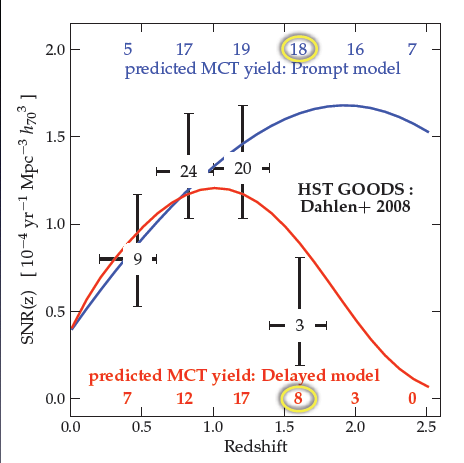 2.0 5 17 19 18 16 7
predicted MCT yield: Prompt model
1.5
24 20
HST GOODS :
Dahlen+ 2008
1.0
9
0.5
3
predicted MCT yield: Delayed model
0.0 7 12 17 8 3 0
0.0 0.5 1.0 1.5 2.0 2.5
Redshift
SNR(z) [ 10⁻⁴ yr⁻¹ Mpc⁻³ h₇₀³ ]